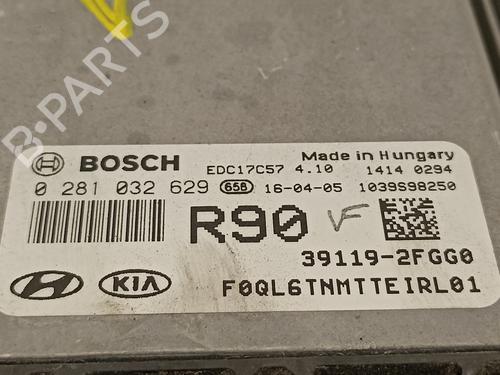 B-PARTS
BOSCH
EDC17C57 4.10
Made in Hungary
1414 0294
0 281 032 629
656
16-04-05
1039S98250
R90
VF
39119-2FGG0
KIA
F0QL6TNMTTEIRL01